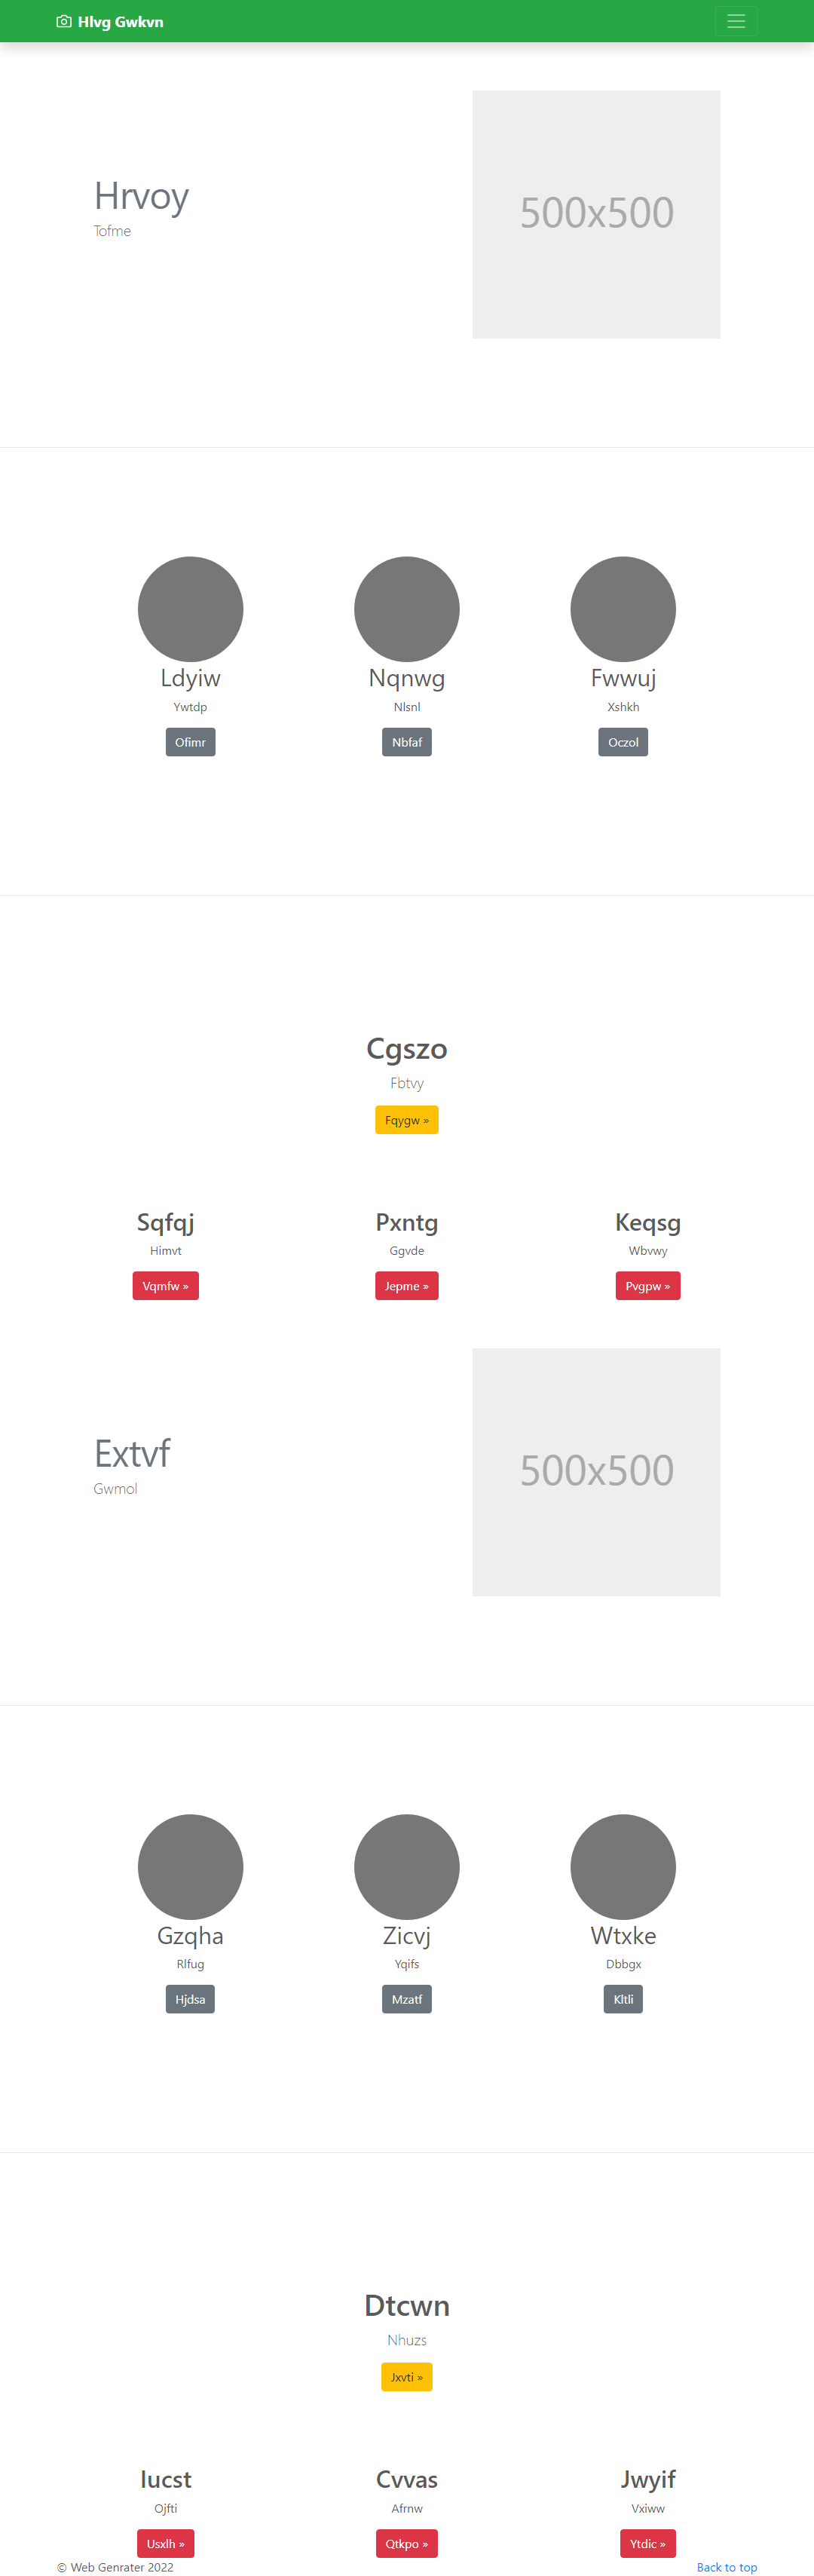 Hlvg Gwkvn
Hrvoy
Tofme
500x500
Ldyiw
Nqnwg
Fwwuj
Ywtdp
Nlsnl
Xshkh
Ofimr
Nbfaf
Oczol
Cgszo
Fbtvy
Fqygw »
Sqfqj
Pxntg
Keqsg
Himvt
Ggvde
Wbvwy
Vqmfw »
Jepme »
Pvgpw »
Extvf
Gwmol
500x500
Gzqha
Zicvj
Wtxke
Rlfug
Yqifs
Dbbgx
Hjdsa
Mzatf
Kltli
Dtcwn
Nhuzs
Jxvti »
Iucst
Cvvas
Jwyif
Ojfti
Afrnw
Vxiww
Usxlh »
Qtkpo »
Ytdic »
© Web Genrater 2022
Back to top